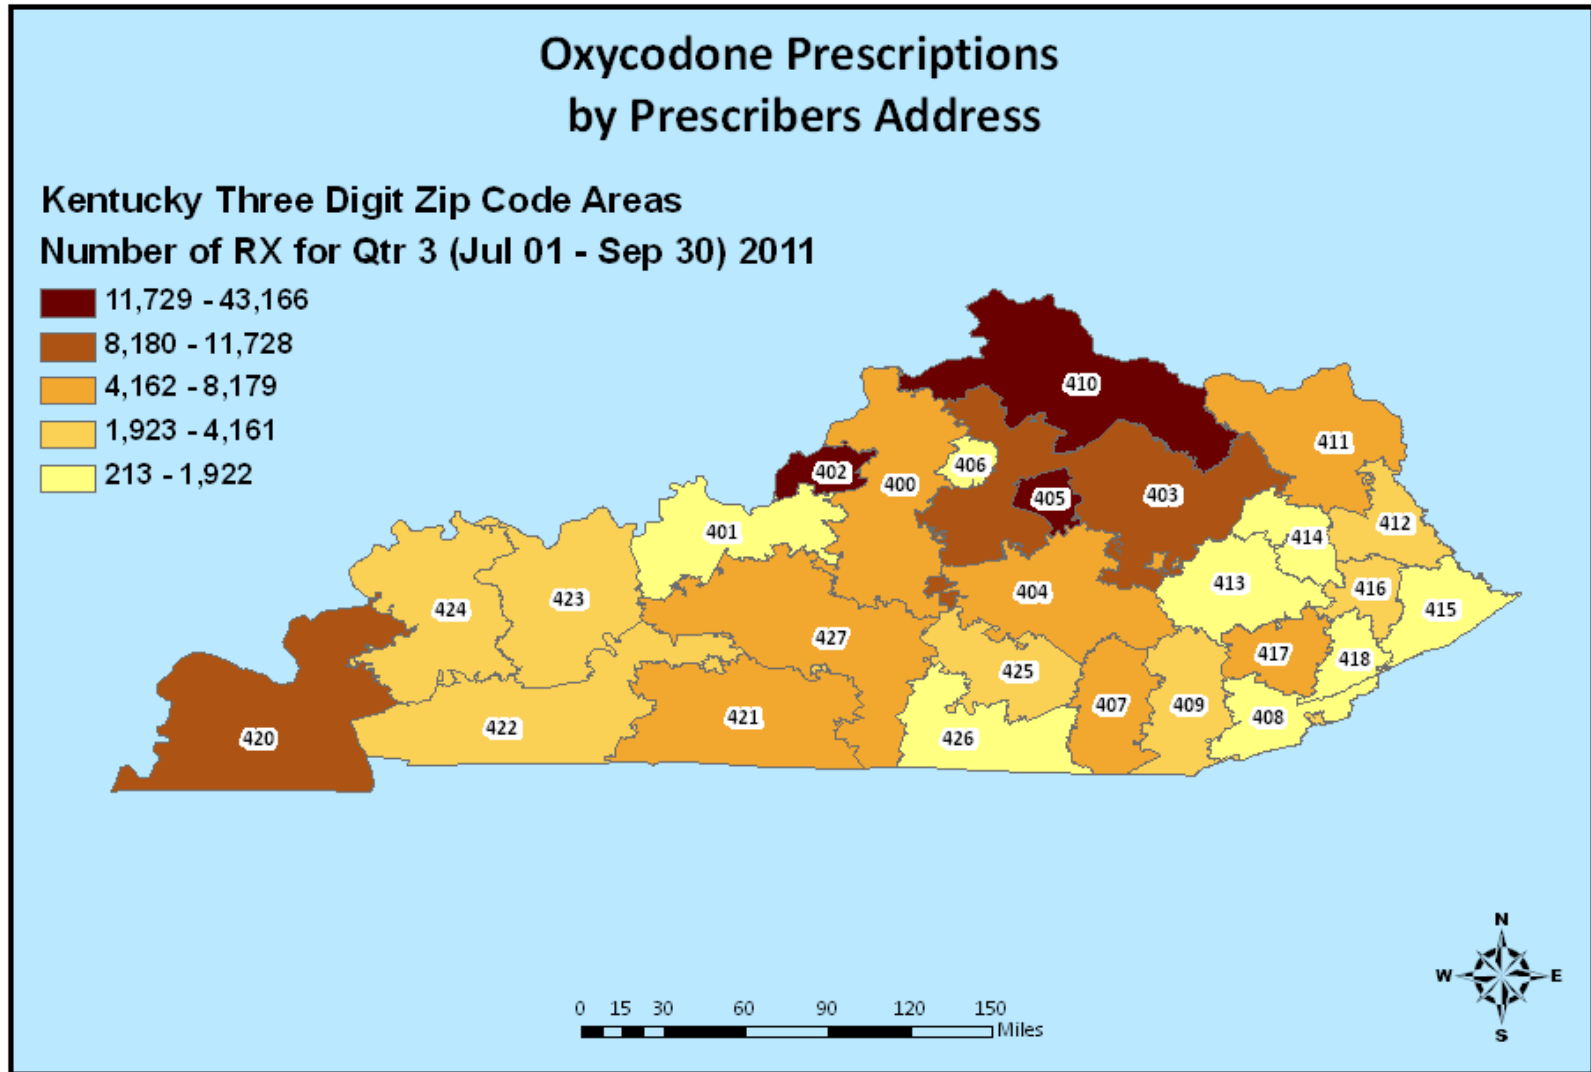 Oxycodone Prescriptions
by Prescribers Address
Kentucky Three Digit Zip Code Areas
Number of RX for Qtr 3 (Jul 01 - Sep 30) 2011
11,729 - 43,166
8,180 - 11,728
4,162 - 8,179
1,923 - 4,161
213 - 1,922
410
411
402
406
400
405
403
412
401
414
413
404
416
415
424
423
427
417
418
425
409
407
408
421
422
426
420
N
W E
S
0 15 30 60 90 120 150
Miles